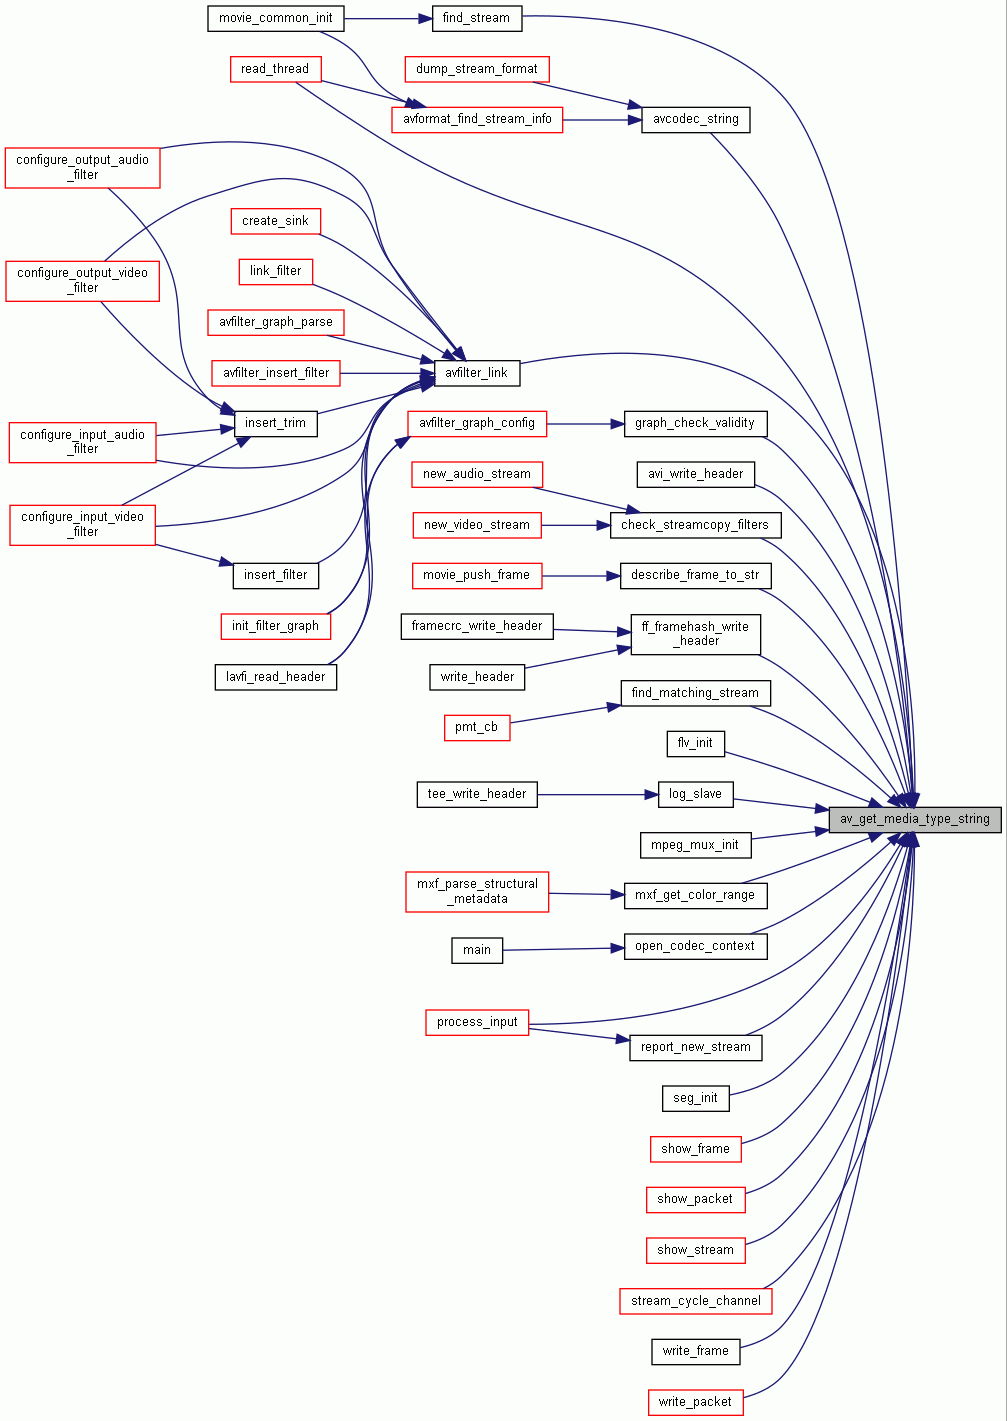 movie_common_init
find_stream
read_thread
dump_stream_format
avformat_find_stream_info
avcodec_string
configure_output_audio
_filter
create_sink
configure_output_video
_filter
link_filter
avfilter_graph_parse
avfilter_insert_filter
avfilter_link
insert_trim
avfilter_graph_config
graph_check_validity
configure_input_audio
_filter
new_audio_stream
avi_write_header
configure_input_video
_filter
new_video_stream
check_streamcopy_filters
insert_filter
movie_push_frame
describe_frame_to_str
init_filter_graph
framecrc_write_header
ff_framehash_write
_header
lavfi_read_header
write_header
find_matching_stream
pmt_cb
flv_init
tee_write_header
log_slave
av_get_media_type_string
mpeg_mux_init
mxf_parse_structural
_metadata
mxf_get_color_range
main
open_codec_context
process_input
report_new_stream
seg_init
show_frame
show_packet
show_stream
stream_cycle_channel
write_frame
write_packet